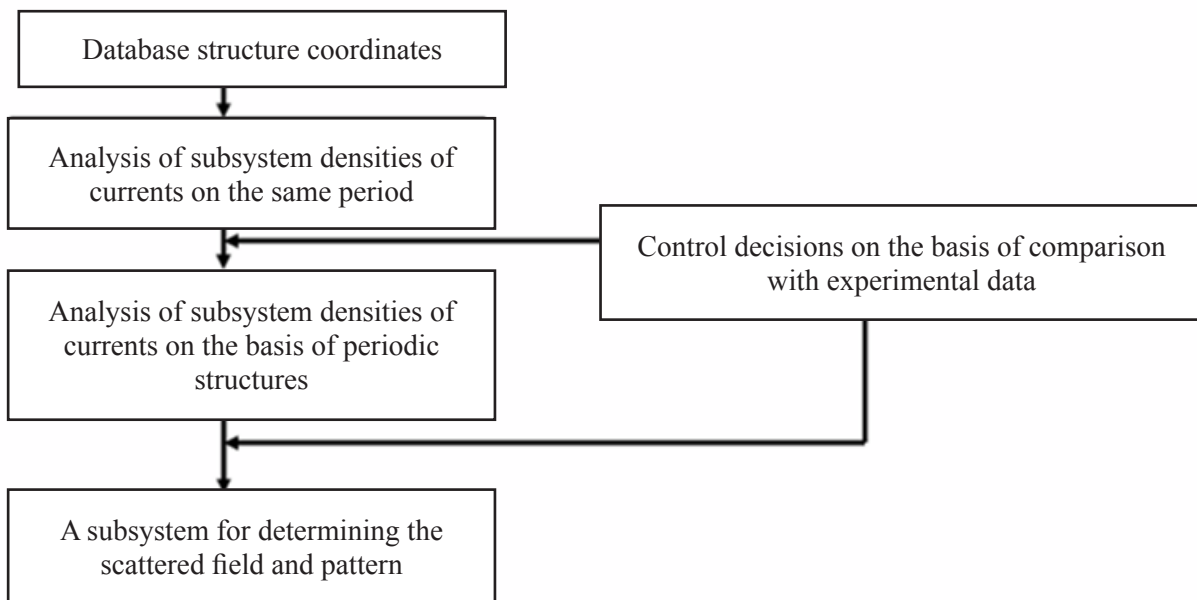 Database structure coordinates
Analysis of subsystem densities of
currents on the same period
Control decisions on the basis of comparison
with experimental data
Analysis of subsystem densities of
currents on the basis of periodic
structures
A subsystem for determining the
scattered field and pattern